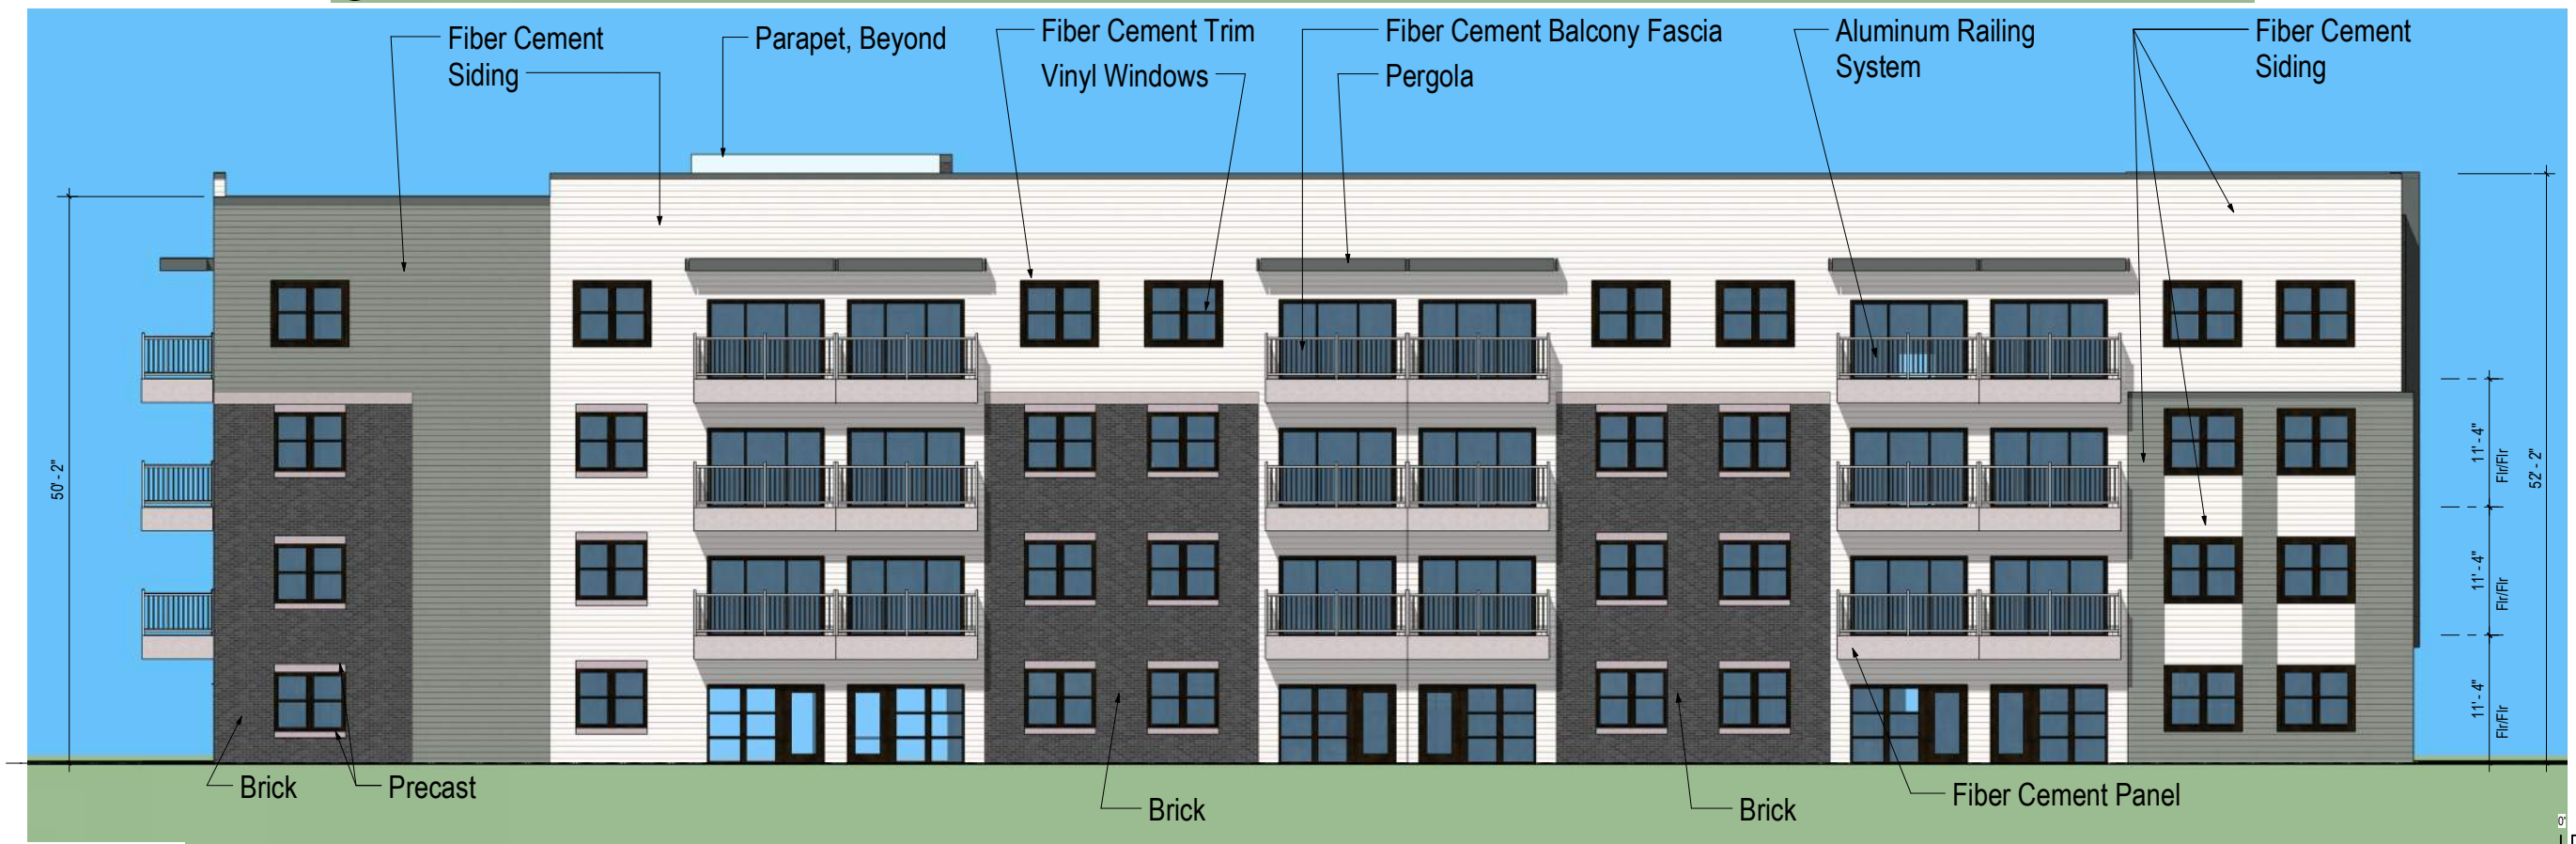 Fiber Cement
Siding
Parapet, Beyond
Fiber Cement Trim
Vinyl Windows
Fiber Cement Balcony Fascia
Pergola
Aluminum Railing
System
Fiber Cement
Siding
50' - 2"
11' - 4"
Flr/Flr
11' - 4"
Flr/Flr
11' - 4"
Flr/Flr
52' - 2"
Brick
Precast
Brick
Brick
Fiber Cement Panel
0'